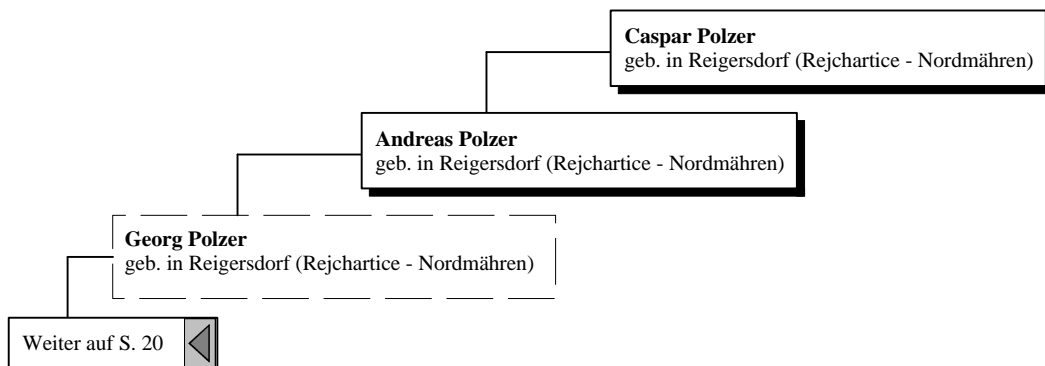 Caspar Polzer
geb. in Reigersdorf (Rejchartice - Nordmähren)
Andreas Polzer
geb. in Reigersdorf (Rejchartice - Nordmähren)
Georg Polzer
geb. in Reigersdorf (Rejchartice - Nordmähren)
Weiter auf S. 20